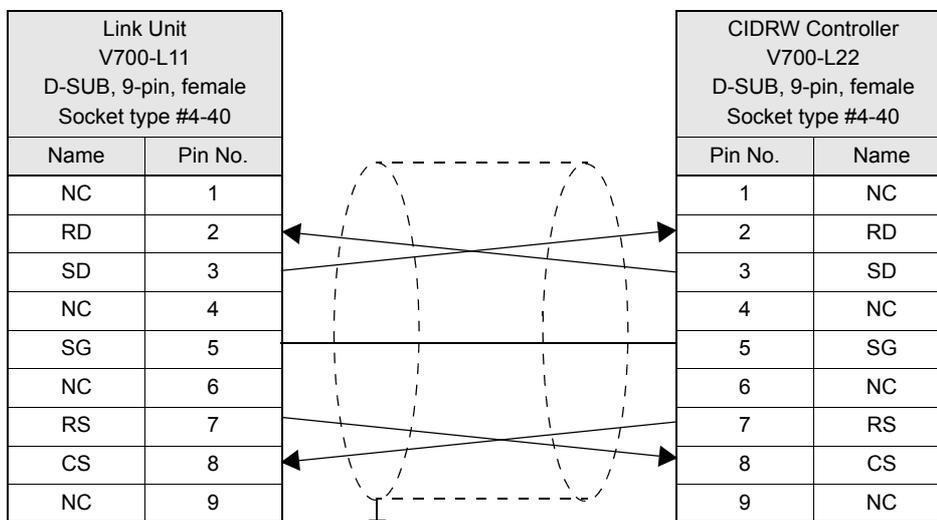 Link Unit
V700-L11
D-SUB, 9-pin, female
Socket type #4-40
Name Pin No.
NC 1
RD 2
SD 3
NC 4
SG 5
NC 6
RS 7
CS 8
NC 9
CIDRW Controller
V700-L22
D-SUB, 9-pin, female
Socket type #4-40
Pin No. Name
1 NC
2 RD
3 SD
4 NC
5 SG
6 NC
7 RS
8 CS
9 NC